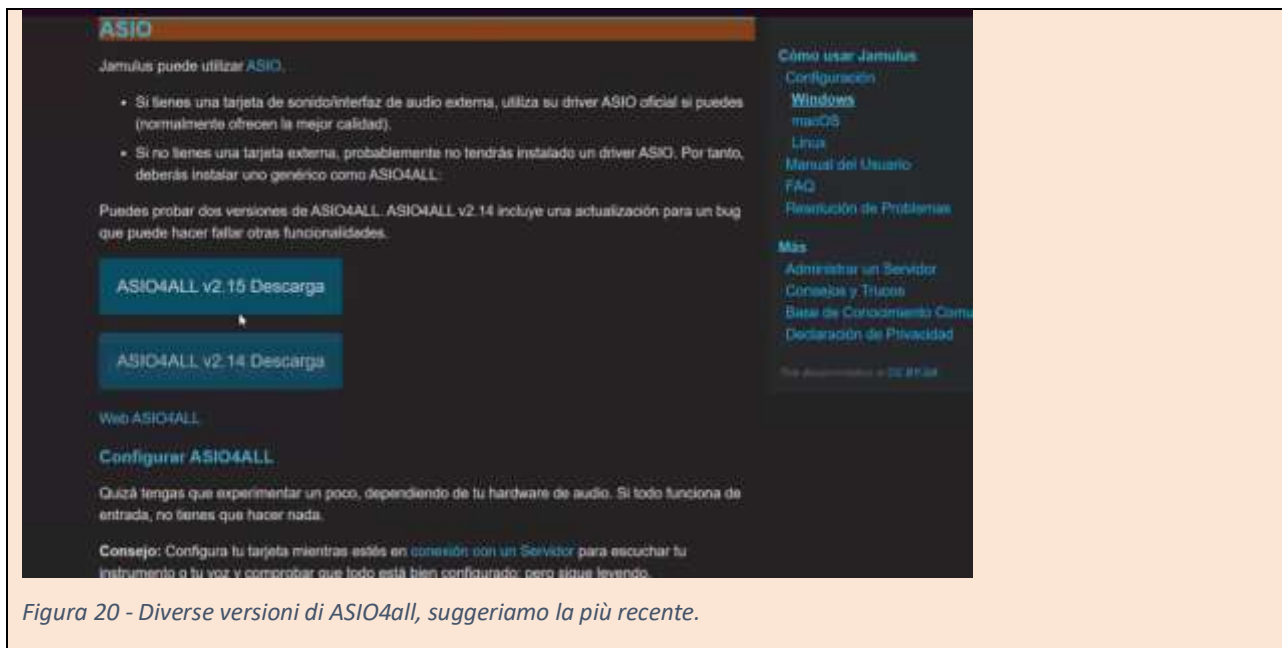 ASIO
Jamulus puede utilizar ASIO.
• Si tienes una tarjeta de sonido/interfaz de audio externa, utiliza su driver ASIO oficial si puedes
(normalmente ofrecen la mejor calidad).
• Si no tienes una tarjeta externa, probablemente no tendrás instalado un driver ASIO. Por tanto,
deberás instalar uno genérico como ASIO4ALL:
Puedes probar dos versiones de ASIO4ALL. ASIO4ALL v2.14 incluye una actualización para un bug
que puede hacer fallar otras funcionalidades.
ASIO4ALL v2.15 Descarga
ASIO4ALL v2.14 Descarga
Web ASIO4ALL
Configurar ASIO4ALL
Quizá tengas que experimentar un poco, dependiendo de tu hardware de audio. Si todo funciona de
entrada, no tienes que hacer nada.
Consejo: Configura tu tarjeta mientras estés en conexión con un Servidor para escuchar tu
instrumento o tu voz y comprobar que todo está bien configurado; pero sigue leyendo.
Cómo usar Jamulus
Configuración
Windows
macOS
Linux
Manual del Usuario
FAQ
Resolución de Problemas
Más
Administrar un Servidor
Consejos y Trucos
Base de Conocimiento Comu
Declaración de Privacidad
Figura 20 - Diverse versioni di ASIO4all, suggeriamo la più recente.